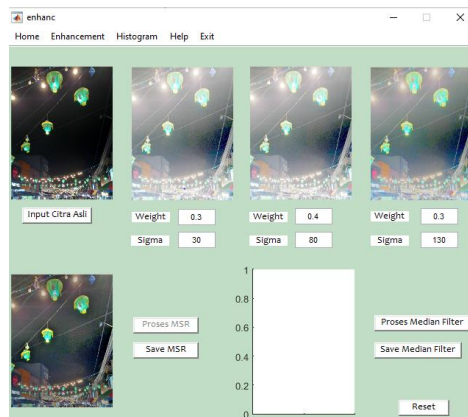 enhanc
Home Enhancement Histogram Help Exit
Input Citra Asli
Weight 0.3 Weight 0.4 Weight 0.3
Sigma 30 Sigma 80 Sigma 130
1
0.8
0.6
0.4
0.2
0
Proses MSR
Save MSR
Proses Median Filter
Save Median Filter
Reset